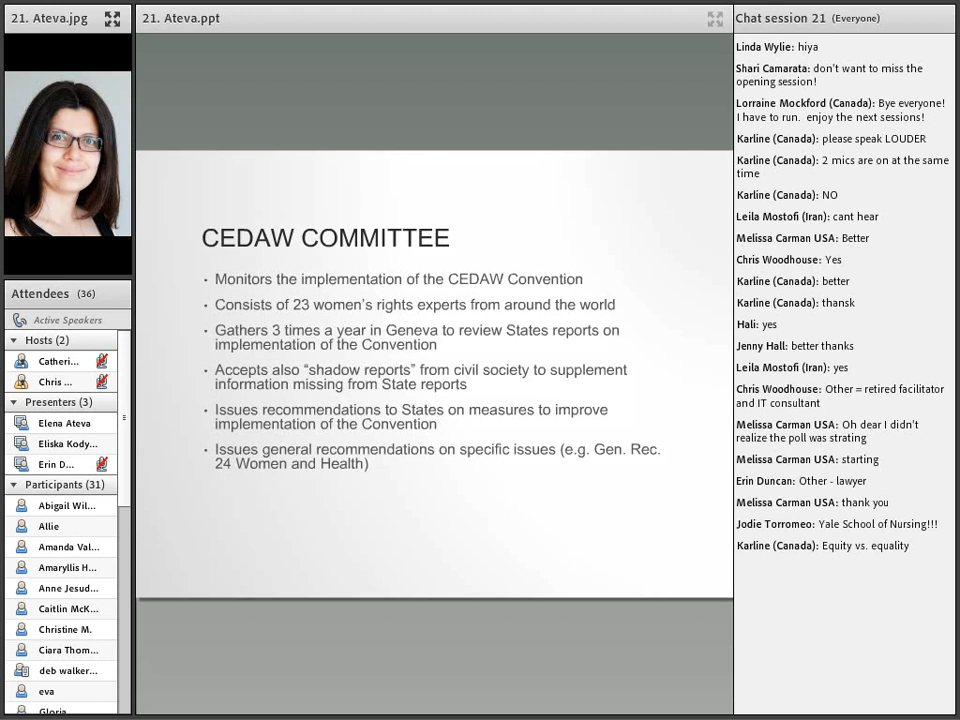 21. Ateva.jpg
Attendees (36)
Active Speakers
Hosts (2)
Catheri...
Chris ...
Presenters (3)
Elena Ateva
Eliska Kody...
Erin D...
Participants (31)
Abigail Wil...
Allie
Amanda Val...
Amaryllis H...
Anne Jesud...
Caitlin McK...
Christine M.
Ciara Thom...
deb walker...
eva
Gloria
21. Ateva.ppt
CEDAW COMMITTEE
• Monitors the implementation of the CEDAW Convention
• Consists of 23 women's rights experts from around the world
• Gathers 3 times a year in Geneva to review States reports on
implementation of the Convention
• Accepts also “shadow reports” from civil society to supplement
information missing from State reports
• Issues recommendations to States on measures to improve
implementation of the Convention
• Issues general recommendations on specific issues (e.g. Gen. Rec.
24 Women and Health)
Chat session 21 (Everyone)
Linda Wylie: hiya
Shari Camarata: don't want to miss the
opening session!
Lorraine Mockford (Canada): Bye everyone!
I have to run. enjoy the next sessions!
Karline (Canada): please speak LOUDER
Karline (Canada): 2 mics are on at the same
time
Karline (Canada): NO
Leila Mostofi (Iran): cant hear
Melissa Carman USA: Better
Chris Woodhouse: Yes
Karline (Canada): better
Karline (Canada): thansk
Hali: yes
Jenny Hall: better thanks
Leila Mostofi (Iran): yes
Chris Woodhouse: Other = retired facilitator
and IT consultant
Melissa Carman USA: Oh dear I didn't
realize the poll was strating
Melissa Carman USA: starting
Erin Duncan: Other - lawyer
Melissa Carman USA: thank you
Jodie Torromeo: Yale School of Nursing!!!
Karline (Canada): Equity vs. equality